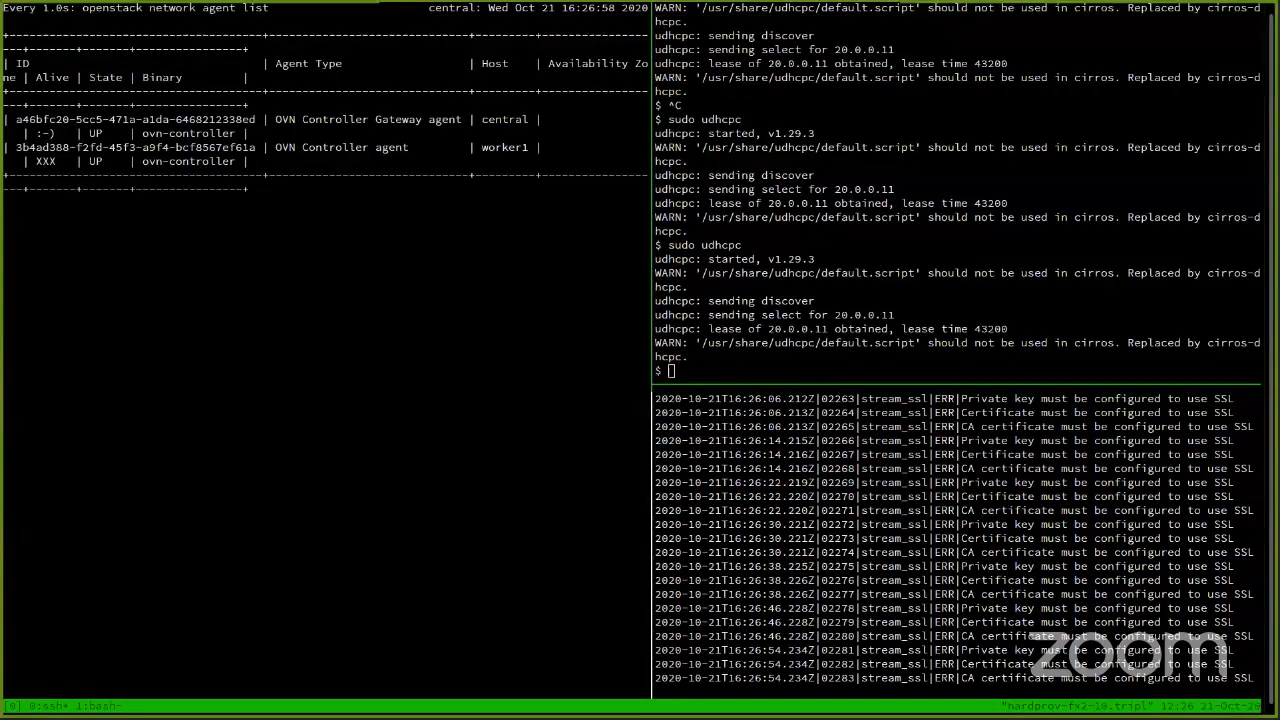 Every 1.0s: openstack network agent list central: Wed Oct 21 16:26:58 2020
+--------------------------------------+------------------------------+---------+----------------
---+-------+-------+----------------+
| ID | Agent Type | Host | Availability Zo
ne | Alive | State | Binary |
+--------------------------------------+------------------------------+---------+----------------
---+-------+-------+----------------+
| a46bfc20-5cc5-471a-a1da-6468212338ed | OVN Controller Gateway agent | central |
| :-) | UP | ovn-controller |
| 3b4ad388-f2fd-45f3-a9f4-bcf8567ef61a | OVN Controller agent | worker1 |
| XXX | UP | ovn-controller |
+--------------------------------------+------------------------------+---------+----------------
---+-------+-------+----------------+
WARN: '/usr/share/udhcpc/default.script' should not be used in cirros. Replaced by cirros-d
hcpc.
udhcpc: sending discover
udhcpc: sending select for 20.0.0.11
udhcpc: lease of 20.0.0.11 obtained, lease time 43200
WARN: '/usr/share/udhcpc/default.script' should not be used in cirros. Replaced by cirros-d
hcpc.
$ ^C
$ sudo udhcpc
udhcpc: started, v1.29.3
WARN: '/usr/share/udhcpc/default.script' should not be used in cirros. Replaced by cirros-d
hcpc.
udhcpc: sending discover
udhcpc: sending select for 20.0.0.11
udhcpc: lease of 20.0.0.11 obtained, lease time 43200
WARN: '/usr/share/udhcpc/default.script' should not be used in cirros. Replaced by cirros-d
hcpc.
$ sudo udhcpc
udhcpc: started, v1.29.3
WARN: '/usr/share/udhcpc/default.script' should not be used in cirros. Replaced by cirros-d
hcpc.
udhcpc: sending discover
udhcpc: sending select for 20.0.0.11
udhcpc: lease of 20.0.0.11 obtained, lease time 43200
WARN: '/usr/share/udhcpc/default.script' should not be used in cirros. Replaced by cirros-d
hcpc.
$
2020-10-21T16:26:06.212Z|02263|stream_ssl|ERR|Private key must be configured to use SSL
2020-10-21T16:26:06.213Z|02264|stream_ssl|ERR|Certificate must be configured to use SSL
2020-10-21T16:26:06.213Z|02265|stream_ssl|ERR|CA certificate must be configured to use SSL
2020-10-21T16:26:14.215Z|02266|stream_ssl|ERR|Private key must be configured to use SSL
2020-10-21T16:26:14.216Z|02267|stream_ssl|ERR|Certificate must be configured to use SSL
2020-10-21T16:26:14.216Z|02268|stream_ssl|ERR|CA certificate must be configured to use SSL
2020-10-21T16:26:22.219Z|02269|stream_ssl|ERR|Private key must be configured to use SSL
2020-10-21T16:26:22.220Z|02270|stream_ssl|ERR|Certificate must be configured to use SSL
2020-10-21T16:26:22.220Z|02271|stream_ssl|ERR|CA certificate must be configured to use SSL
2020-10-21T16:26:30.221Z|02272|stream_ssl|ERR|Private key must be configured to use SSL
2020-10-21T16:26:30.221Z|02273|stream_ssl|ERR|Certificate must be configured to use SSL
2020-10-21T16:26:30.221Z|02274|stream_ssl|ERR|CA certificate must be configured to use SSL
2020-10-21T16:26:38.225Z|02275|stream_ssl|ERR|Private key must be configured to use SSL
2020-10-21T16:26:38.226Z|02276|stream_ssl|ERR|Certificate must be configured to use SSL
2020-10-21T16:26:38.226Z|02277|stream_ssl|ERR|CA certificate must be configured to use SSL
2020-10-21T16:26:46.228Z|02278|stream_ssl|ERR|Private key must be configured to use SSL
2020-10-21T16:26:46.228Z|02279|stream_ssl|ERR|Certificate must be configured to use SSL
2020-10-21T16:26:46.228Z|02280|stream_ssl|ERR|CA certificate must be configured to use SSL
2020-10-21T16:26:54.234Z|02281|stream_ssl|ERR|Private key must be configured to use SSL
2020-10-21T16:26:54.234Z|02282|stream_ssl|ERR|Certificate must be configured to use SSL
2020-10-21T16:26:54.234Z|02283|stream_ssl|ERR|CA certificate must be configured to use SSL
zoom
[0] 0:ssh* 1:bash- "hardprov-fx2-10.tripl" 12:26 21-Oct-20